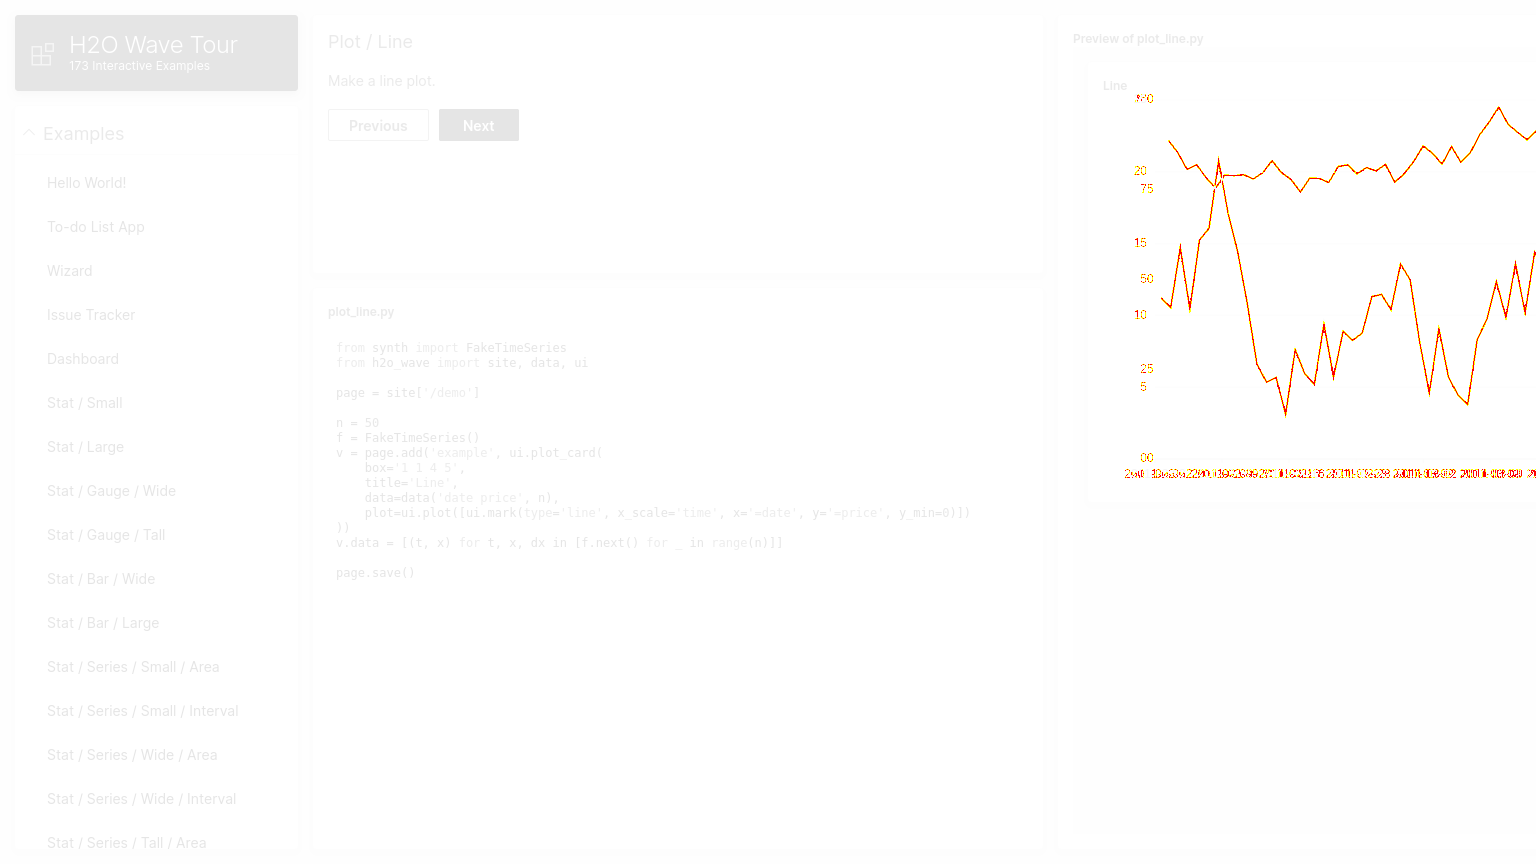 H2O Wave Tour
173 Interactive Examples
Examples
Hello World!
To-do List App
Wizard
Issue Tracker
Dashboard
Stat / Small
Stat / Large
Stat / Gauge / Wide
Stat / Gauge / Tall
Stat / Bar / Wide
Stat / Bar / Large
Stat / Series / Small / Area
Stat / Series / Small / Interval
Stat / Series / Wide / Area
Stat / Series / Wide / Interval
Stat / Series / Tall / Area
Plot / Line
Make a line plot.
Previous
Next
plot_line.py
from synth import FakeTimeSeries
from h2o_wave import site, data, ui
page = site['/demo']
n = 50
f = FakeTimeSeries()
v = page.add('example', ui.plot_card(
box='1 1 4 5',
title='Line',
data=data('date price', n),
plot=ui.plot([ui.mark(type='line', x_scale='time', x='=date', y='=price', y_min=0)])
))
v.data = [(t, x) for t, x, dx in [f.next() for _ in range(n)]]
page.save()
Preview of plot_line.py
Line
20
75
15
50
10
25
5